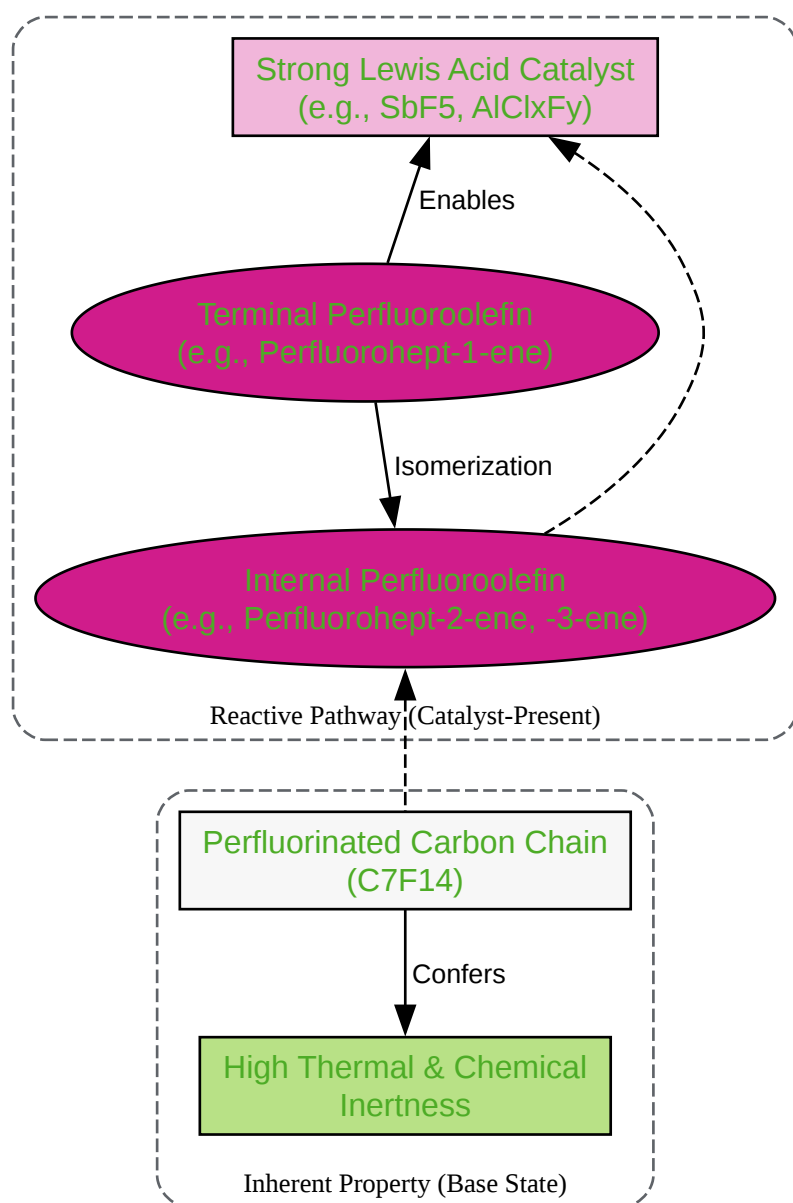 Strong Lewis Acid Catalyst
(e.g., SbF5, AlClxFy)
Enables
Terminal Perfluoroolefin
(e.g., Perfluorohept-1-ene)
Isomerization
Internal Perfluoroolefin
(e.g., Perfluorohept-2-ene, -3-ene)
Reactive Pathway (Catalyst-Present)
Perfluorinated Carbon Chain
(C7F14)
Confers
High Thermal & Chemical
Inertness
Inherent Property (Base State)